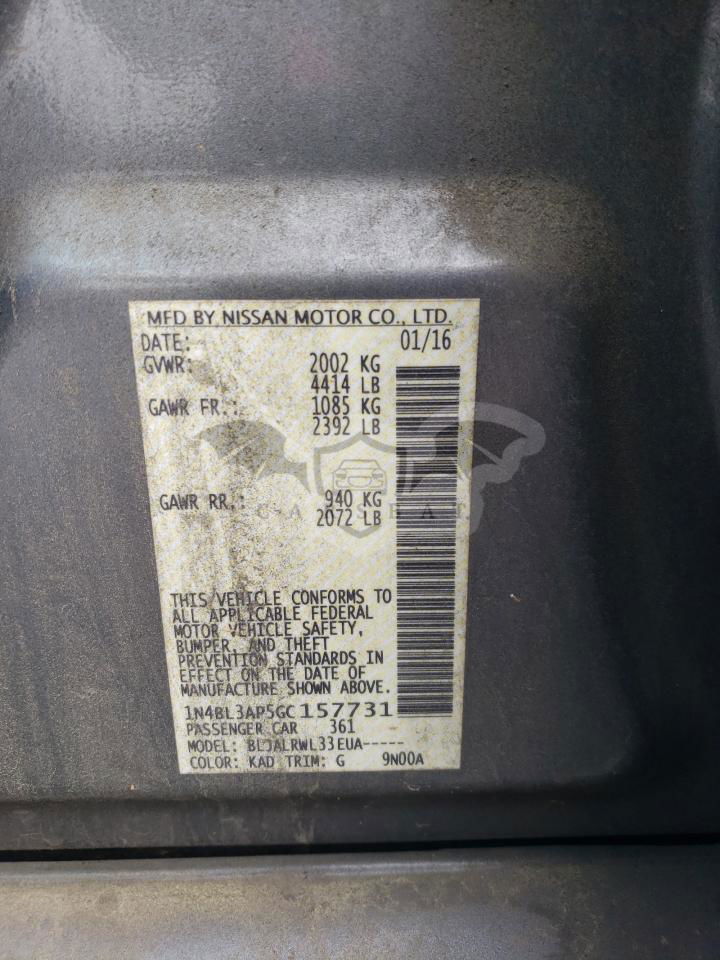 MFD BY NISSAN MOTOR CO., LTD.
DATE: 01/16
GVWR: 2002 KG
4414 LB
GAWR FR.: 1085 KG
2392 LB
GAWR RR.: 940 KG
2072 LB
THIS VEHICLE CONFORMS TO
ALL APPLICABLE FEDERAL
MOTOR VEHICLE SAFETY,
BUMPER, AND THEFT
PREVENTION STANDARDS IN
EFFECT ON THE DATE OF
MANUFACTURE SHOWN ABOVE.
1N4BL3AP5GC157731
PASSENGER CAR 361
MODEL: BLJALRWL33EUA-----
COLOR: KAD TRIM: G 9N00A